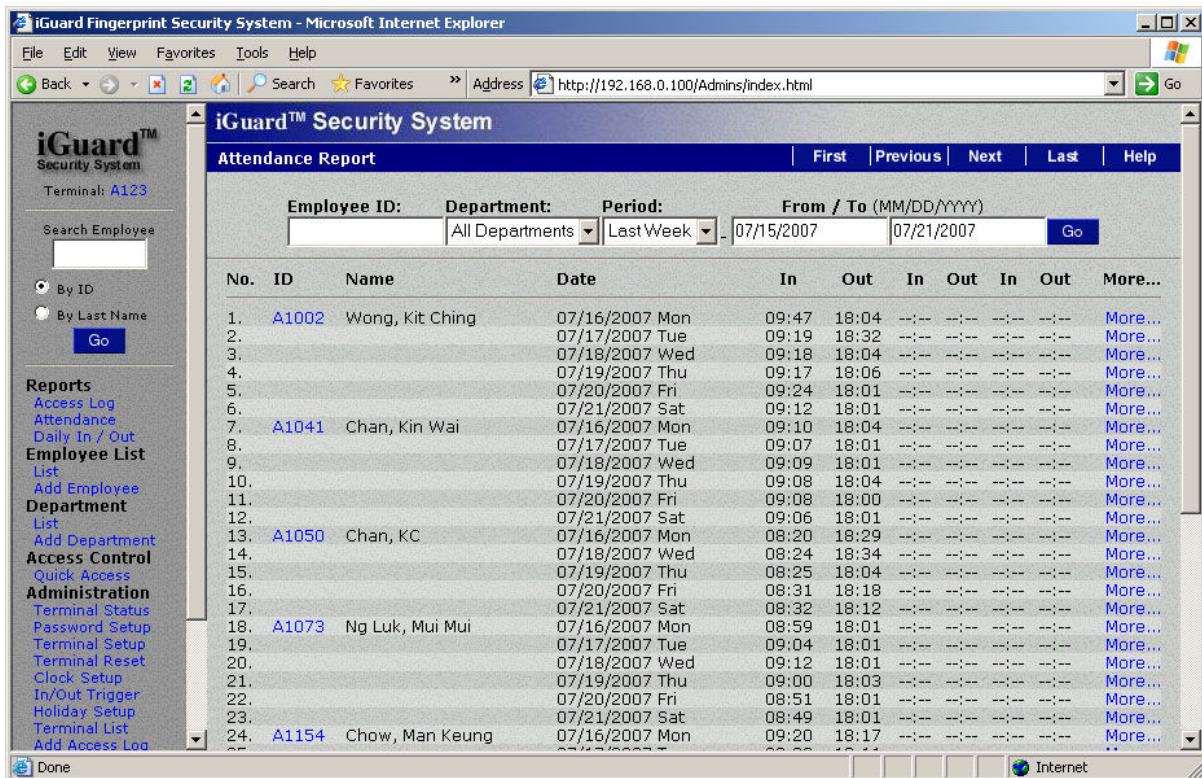 iGuard Fingerprint Security System - Microsoft Internet Explorer
File Edit View Favorites Tools Help
Back Search Favorites » Address http://192.168.0.100/Admins/index.html Go
iGuard™
Security System
Terminal: A123
Search Employee
By ID
By Last Name
Go
Reports
Access Log
Attendance
Daily In / Out
Employee List
List
Add Employee
Department
List
Add Department
Access Control
Quick Access
Administration
Terminal Status
Password Setup
Terminal Setup
Terminal Reset
Clock Setup
In/Out Trigger
Holiday Setup
Terminal List
Add Access Log
iGuard™ Security System
Attendance Report First Previous Next Last Help
Employee ID: Department: Period: From / To (MM/DD/YYYY)
All Departments Last Week - 07/15/2007 07/21/2007 Go
No. ID Name Date In Out In Out In Out More...
1. A1002 Wong, Kit Ching 07/16/2007 Mon 09:47 18:04 --:-- --:-- --:-- --:-- More...
2. 07/17/2007 Tue 09:19 18:32 --:-- --:-- --:-- --:-- More...
3. 07/18/2007 Wed 09:18 18:04 --:-- --:-- --:-- --:-- More...
4. 07/19/2007 Thu 09:17 18:06 --:-- --:-- --:-- --:-- More...
5. 07/20/2007 Fri 09:24 18:01 --:-- --:-- --:-- --:-- More...
6. 07/21/2007 Sat 09:12 18:01 --:-- --:-- --:-- --:-- More...
7. A1041 Chan, Kin Wai 07/16/2007 Mon 09:10 18:04 --:-- --:-- --:-- --:-- More...
8. 07/17/2007 Tue 09:07 18:01 --:-- --:-- --:-- --:-- More...
9. 07/18/2007 Wed 09:09 18:01 --:-- --:-- --:-- --:-- More...
10. 07/19/2007 Thu 09:08 18:04 --:-- --:-- --:-- --:-- More...
11. 07/20/2007 Fri 09:08 18:00 --:-- --:-- --:-- --:-- More...
12. 07/21/2007 Sat 09:06 18:01 --:-- --:-- --:-- --:-- More...
13. A1050 Chan, KC 07/16/2007 Mon 08:20 18:29 --:-- --:-- --:-- --:-- More...
14. 07/18/2007 Wed 08:24 18:34 --:-- --:-- --:-- --:-- More...
15. 07/19/2007 Thu 08:25 18:04 --:-- --:-- --:-- --:-- More...
16. 07/20/2007 Fri 08:31 18:18 --:-- --:-- --:-- --:-- More...
17. 07/21/2007 Sat 08:32 18:12 --:-- --:-- --:-- --:-- More...
18. A1073 Ng Luk, Mui Mui 07/16/2007 Mon 08:59 18:01 --:-- --:-- --:-- --:-- More...
19. 07/17/2007 Tue 09:04 18:01 --:-- --:-- --:-- --:-- More...
20. 07/18/2007 Wed 09:12 18:01 --:-- --:-- --:-- --:-- More...
21. 07/19/2007 Thu 09:00 18:03 --:-- --:-- --:-- --:-- More...
22. 07/20/2007 Fri 08:51 18:01 --:-- --:-- --:-- --:-- More...
23. 07/21/2007 Sat 08:49 18:01 --:-- --:-- --:-- --:-- More...
24. A1154 Chow, Man Keung 07/16/2007 Mon 09:20 18:17 --:-- --:-- --:-- --:-- More...
Done Internet